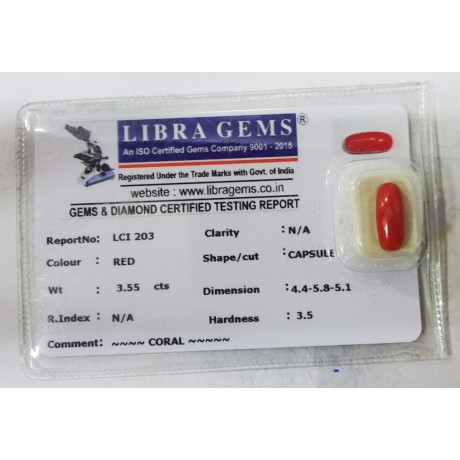 LIBRA GEMS ®
An ISO Certified Gems Company 9001 - 2015
Registered Under the Trade Marks with Govt. of India
website : www.libragems.co.in
GEMS & DIAMOND CERTIFIED TESTING REPORT
ReportNo: LCI 203 Clarity : N/A
Colour : RED Shape/cut : CAPSULE
Wt : 3.55 cts Dimension : 4.4-5.8-5.1
R.Index : N/A Hardness : 3.5
Comment: ~~~~ CORAL ~~~~~